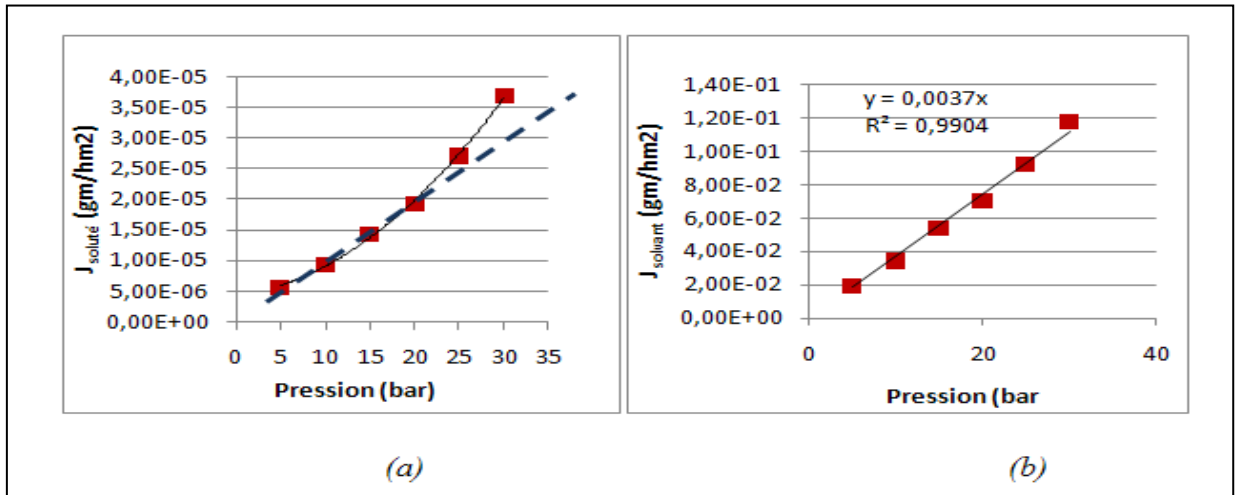 4,00E-05
3,50E-05
3,00E-05
2,50E-05
2,00E-05
1,50E-05
1,00E-05
5,00E-06
0,00E+00
J soluté (gm/hm2)
0 5 10 15 20 25 30 35
Pression (bar)
(a)
1,40E-01
1,20E-01
1,00E-01
8,00E-02
6,00E-02
4,00E-02
2,00E-02
0,00E+00
J solvant (gm/hm2)
y = 0,0037x
R² = 0,9904
0 20 40
Pression (bar
(b)